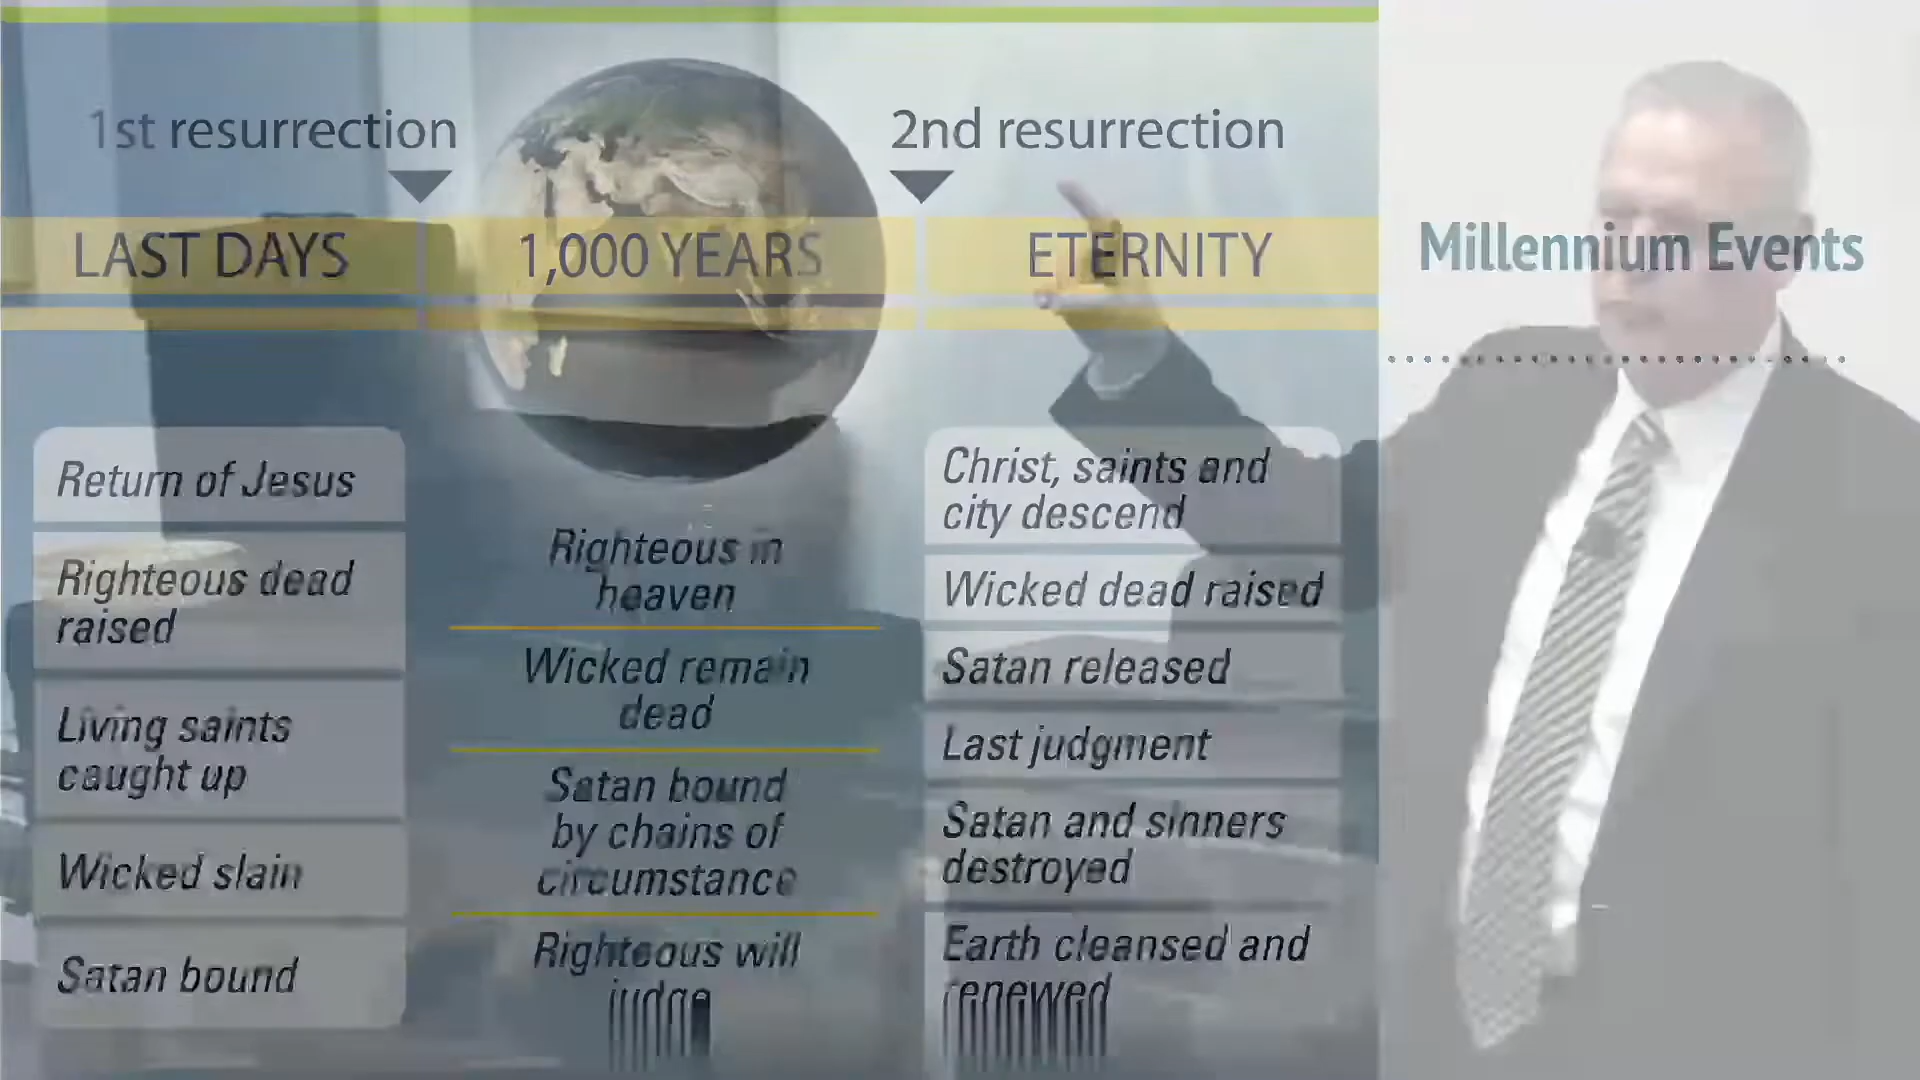 1st resurrection
2nd resurrection
LAST DAYS
1,000 YEARS
ETERNITY
Millennium Events
Return of Jesus
Righteous dead
raised
Living saints
caught up
Wicked slain
Satan bound
Righteous in
heaven
Wicked remain
dead
Satan bound
by chains of
circumstance
Righteous will
judge
Christ, saints and
city descend
Wicked dead raised
Satan released
Last judgment
Satan and sinners
destroyed
Earth cleansed and
renewed